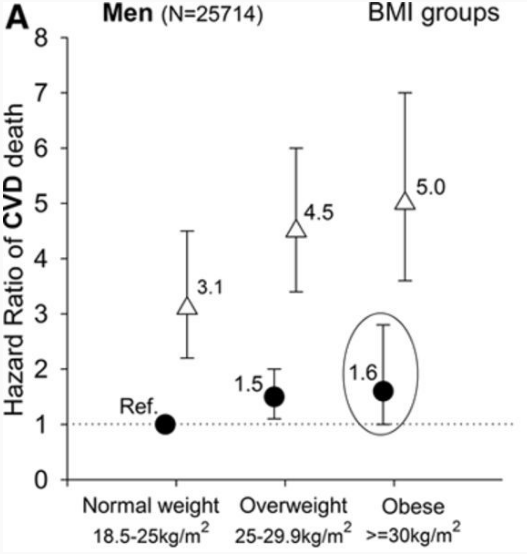 A Men (N=25714) BMI groups
Hazard Ratio of CVD death
8
7
6
5
4
3
2
1
0
3.1
4.5
5.0
Ref.
1.5
1.6
Normal weight Overweight Obese
18.5-25kg/m² 25-29.9kg/m² >=30kg/m²